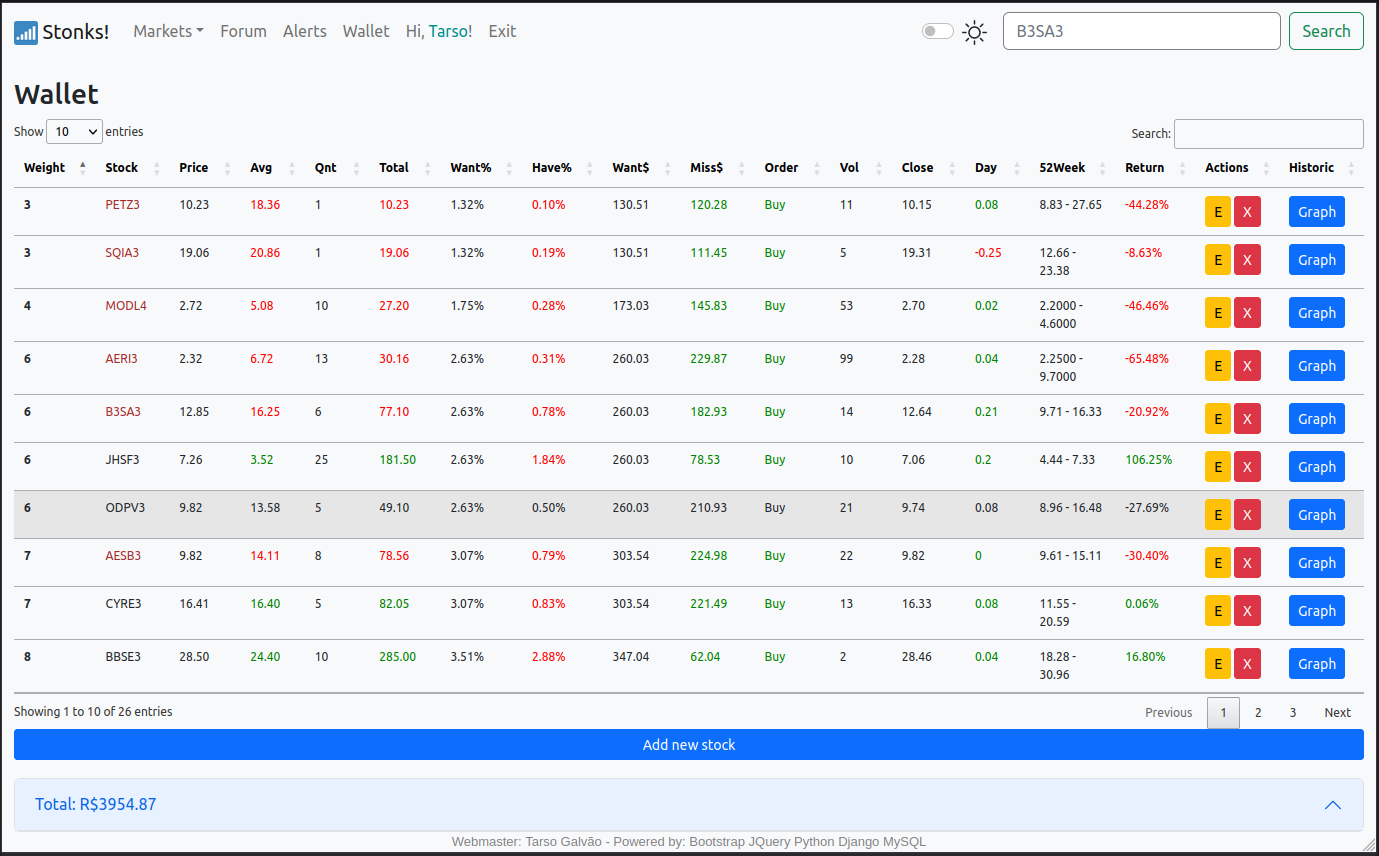 Stonks! Markets Forum Alerts Wallet Hi, Tarso! Exit B3SA3 Search
Wallet
Show 10 entries Search:
Weight Stock Price Avg Qnt Total Want% Have% Want$ Miss$ Order Vol Close Day 52Week Return Actions Historic
3 PETZ3 10.23 18.36 1 10.23 1.32% 0.10% 130.51 120.28 Buy 11 10.15 0.08 8.83 - 27.65 -44.28% E X Graph
3 SQIA3 19.06 20.86 1 19.06 1.32% 0.19% 130.51 111.45 Buy 5 19.31 -0.25 12.66 - -8.63% E X Graph
23.38
4 MODL4 2.72 5.08 10 27.20 1.75% 0.28% 173.03 145.83 Buy 53 2.70 0.02 2.2000 - -46.46% E X Graph
4.6000
6 AERI3 2.32 6.72 13 30.16 2.63% 0.31% 260.03 229.87 Buy 99 2.28 0.04 2.2500 - -65.48% E X Graph
9.7000
6 B3SA3 12.85 16.25 6 77.10 2.63% 0.78% 260.03 182.93 Buy 14 12.64 0.21 9.71 - 16.33 -20.92% E X Graph
6 JHSF3 7.26 3.52 25 181.50 2.63% 1.84% 260.03 78.53 Buy 10 7.06 0.2 4.44 - 7.33 106.25% E X Graph
6 ODPV3 9.82 13.58 5 49.10 2.63% 0.50% 260.03 210.93 Buy 21 9.74 0.08 8.96 - 16.48 -27.69% E X Graph
7 AESB3 9.82 14.11 8 78.56 3.07% 0.79% 303.54 224.98 Buy 22 9.82 0 9.61 - 15.11 -30.40% E X Graph
7 CYRE3 16.41 16.40 5 82.05 3.07% 0.83% 303.54 221.49 Buy 13 16.33 0.08 11.55 - 0.06% E X Graph
20.59
8 BBSE3 28.50 24.40 10 285.00 3.51% 2.88% 347.04 62.04 Buy 2 28.46 0.04 18.28 - 16.80% E X Graph
30.96
Showing 1 to 10 of 26 entries Previous 1 2 3 Next
Add new stock
Total: R$3954.87
Webmaster: Tarso Galvão - Powered by: Bootstrap JQuery Python Django MySQL